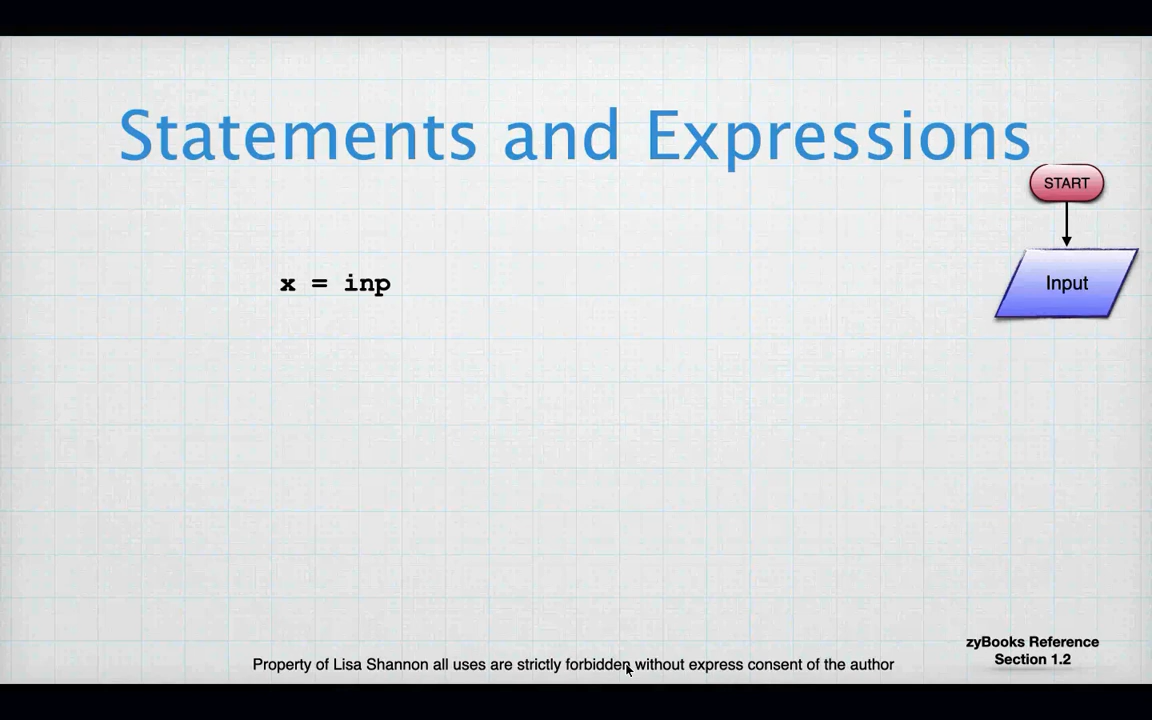 Statements and Expressions
START
x = inp
Input
zyBooks Reference
Section 1.2
Property of Lisa Shannon all uses are strictly forbidden without express consent of the author